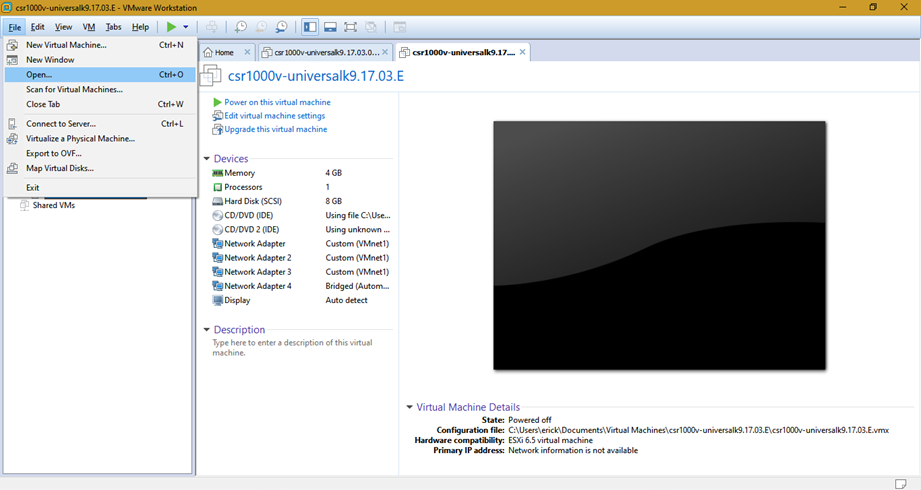 csr1000v-universalk9.17.03.E - VMware Workstation
File Edit View VM Tabs Help
New Virtual Machine... Ctrl+N
New Window
Open... Ctrl+O
Scan for Virtual Machines...
Close Tab Ctrl+W
Connect to Server... Ctrl+L
Virtualize a Physical Machine...
Export to OVF...
Map Virtual Disks...
Exit
Shared VMs
Home csr1000v-universalk9.17.03.0... csr1000v-universalk9.17....
csr1000v-universalk9.17.03.E
Power on this virtual machine
Edit virtual machine settings
Upgrade this virtual machine
Devices
Memory 4 GB
Processors 1
Hard Disk (SCSI) 8 GB
CD/DVD (IDE) Using file C:\Use...
CD/DVD 2 (IDE) Using unknown ...
Network Adapter Custom (VMnet1)
Network Adapter 2 Custom (VMnet1)
Network Adapter 3 Custom (VMnet1)
Network Adapter 4 Bridged (Autom...
Display Auto detect
Description
Type here to enter a description of this virtual
machine.
Virtual Machine Details
State: Powered off
Configuration file: C:\Users\erick\Documents\Virtual Machines\csr1000v-universalk9.17.03.E\csr1000v-universalk9.17.03.E.vmx
Hardware compatibility: ESXi 6.5 virtual machine
Primary IP address: Network information is not available